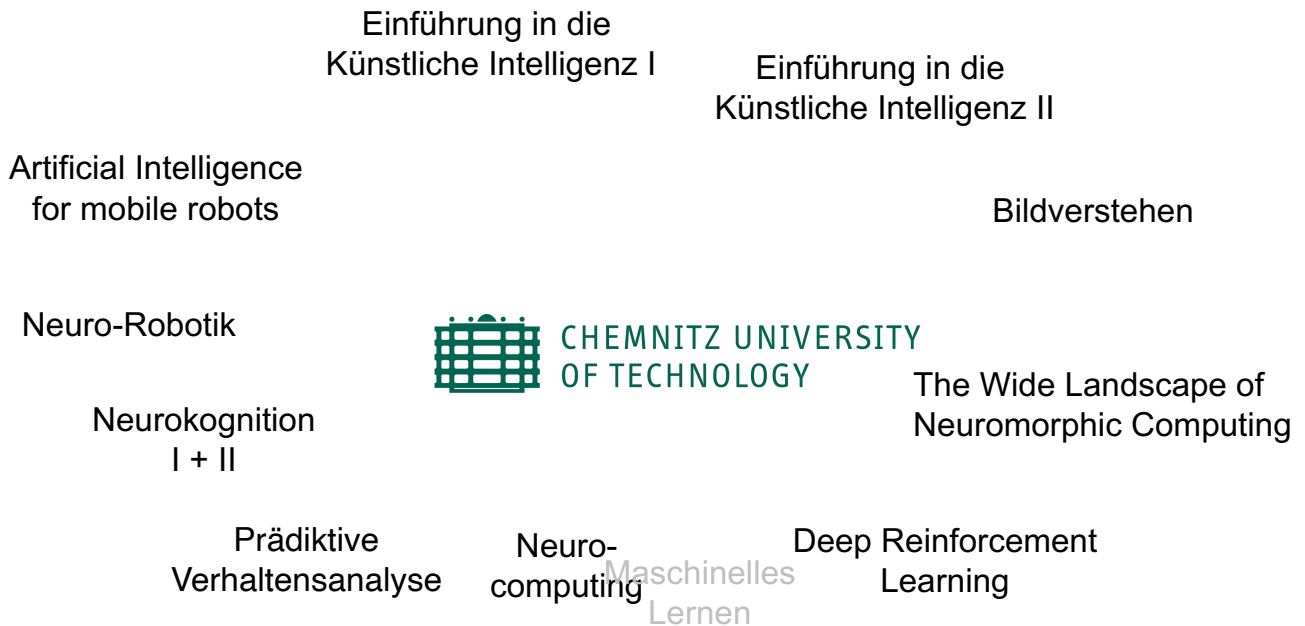 Einführung in die
Künstliche Intelligenz I
Einführung in die
Künstliche Intelligenz II
Artificial Intelligence
for mobile robots
Bildverstehen
Neuro-Robotik
CHEMNITZ UNIVERSITY
OF TECHNOLOGY
The Wide Landscape of
Neuromorphic Computing
Neurokognition
I + II
Prädiktive
Verhaltensanalyse
Neuro-
computing
Maschinelles
Lernen
Deep Reinforcement
Learning